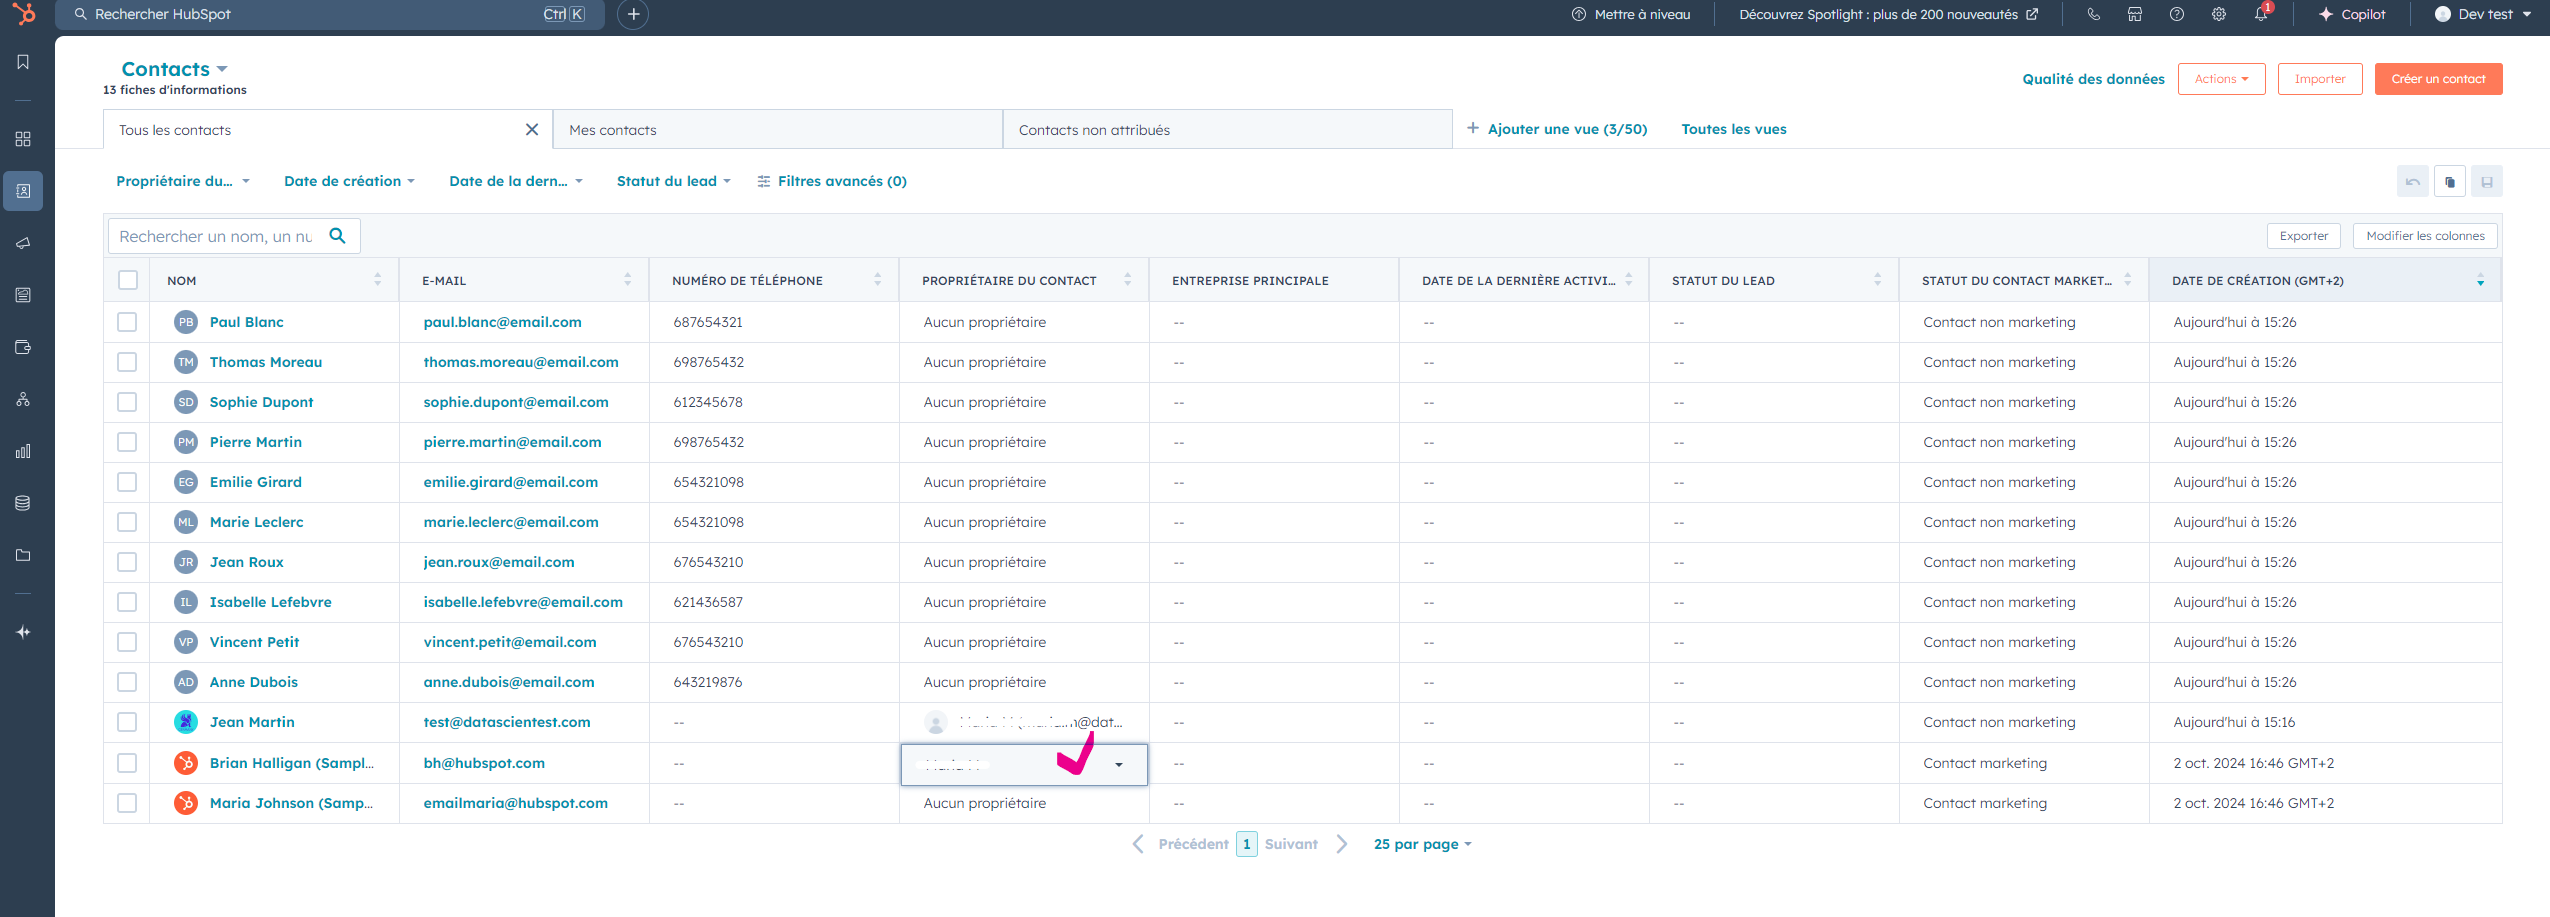 Rechercher HubSpot Ctrl K Mettre à niveau Découvrez Spotlight : plus de 200 nouveautés 1 Copilot Dev test
Contacts
13 fiches d'informations
Qualité des données Actions Importer Créer un contact
Tous les contacts Mes contacts Contacts non attribués Ajouter une vue (3/50) Toutes les vues
Propriétaire du... Date de création Date de la dern... Statut du lead Filtres avancés (0)
Rechercher un nom, un nu Exporter Modifier les colonnes
NOM E-MAIL NUMÉRO DE TÉLÉPHONE PROPRIÉTAIRE DU CONTACT ENTREPRISE PRINCIPALE DATE DE LA DERNIÈRE ACTIVI... STATUT DU LEAD STATUT DU CONTACT MARKET... DATE DE CRÉATION (GMT+2)
PB Paul Blanc paul.blanc@email.com 687654321 Aucun propriétaire -- -- -- Contact non marketing Aujourd'hui à 15:26
TM Thomas Moreau thomas.moreau@email.com 698765432 Aucun propriétaire -- -- -- Contact non marketing Aujourd'hui à 15:26
SD Sophie Dupont sophie.dupont@email.com 612345678 Aucun propriétaire -- -- -- Contact non marketing Aujourd'hui à 15:26
PM Pierre Martin pierre.martin@email.com 698765432 Aucun propriétaire -- -- -- Contact non marketing Aujourd'hui à 15:26
EG Emilie Girard emilie.girard@email.com 654321098 Aucun propriétaire -- -- -- Contact non marketing Aujourd'hui à 15:26
ML Marie Leclerc marie.leclerc@email.com 654321098 Aucun propriétaire -- -- -- Contact non marketing Aujourd'hui à 15:26
JR Jean Roux jean.roux@email.com 676543210 Aucun propriétaire -- -- -- Contact non marketing Aujourd'hui à 15:26
IL Isabelle Lefebvre isabelle.lefebvre@email.com 621436587 Aucun propriétaire -- -- -- Contact non marketing Aujourd'hui à 15:26
VP Vincent Petit vincent.petit@email.com 676543210 Aucun propriétaire -- -- -- Contact non marketing Aujourd'hui à 15:26
AD Anne Dubois anne.dubois@email.com 643219876 Aucun propriétaire -- -- -- Contact non marketing Aujourd'hui à 15:26
Jean Martin test@datascientest.com -- @dat... -- -- -- Contact non marketing Aujourd'hui à 15:16
Brian Halligan (Sampl... bh@hubspot.com -- -- -- -- Contact marketing 2 oct. 2024 16:46 GMT+2
Maria Johnson (Samp... emailmaria@hubspot.com -- Aucun propriétaire -- -- -- Contact marketing 2 oct. 2024 16:46 GMT+2
Précédent 1 Suivant 25 par page